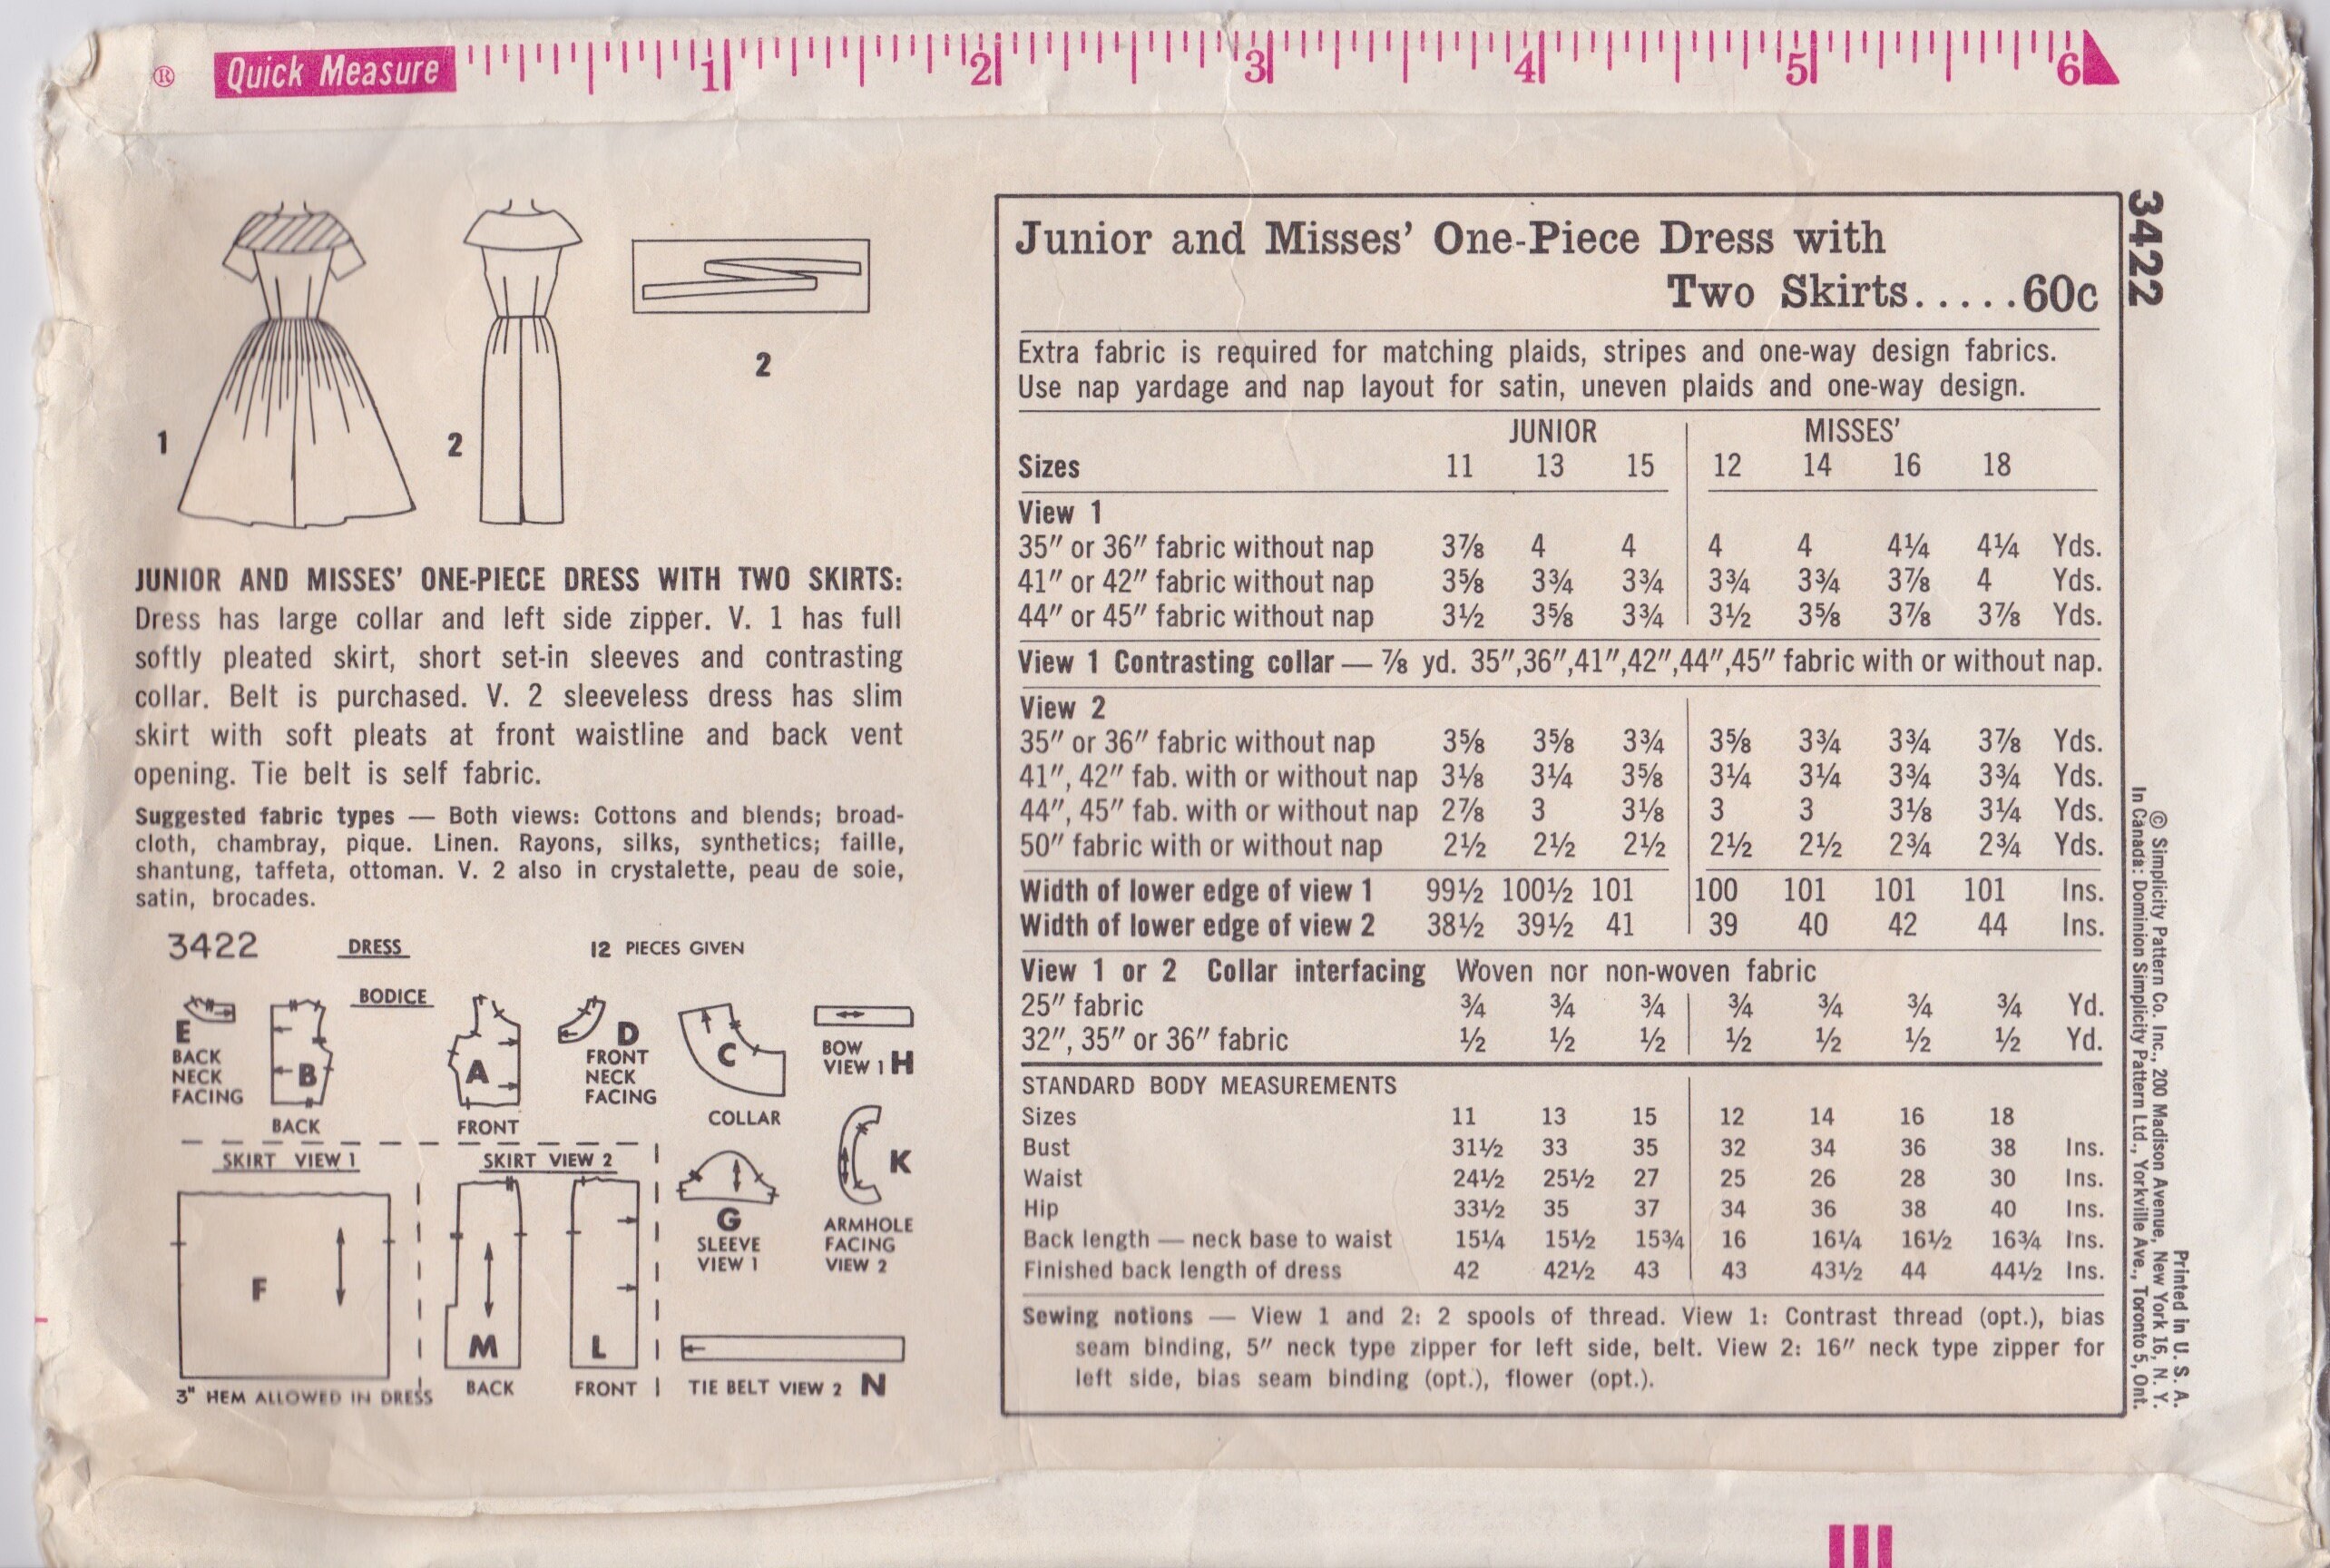 ® Quick Measure 1 2 3 4 5 6
1
2
2
JUNIOR AND MISSES' ONE-PIECE DRESS WITH TWO SKIRTS:
Dress has large collar and left side zipper. V. 1 has full
softly pleated skirt, short set-in sleeves and contrasting
collar. Belt is purchased. V. 2 sleeveless dress has slim
skirt with soft pleats at front waistline and back vent
opening. Tie belt is self fabric.
Suggested fabric types — Both views: Cottons and blends; broad-
cloth, chambray, pique. Linen. Rayons, silks, synthetics; faille,
shantung, taffeta, ottoman. V. 2 also in crystalette, peau de soie,
satin, brocades.
3422 DRESS 12 PIECES GIVEN
BODICE
E
BACK
NECK
FACING
B
BACK
A
FRONT
D
FRONT
NECK
FACING
C
COLLAR
BOW
VIEW 1 H
SKIRT VIEW 1
F
3" HEM ALLOWED IN DRESS
SKIRT VIEW 2
M
BACK
L
FRONT
G
SLEEVE
VIEW 1
K
ARMHOLE
FACING
VIEW 2
TIE BELT VIEW 2 N
Junior and Misses' One-Piece Dress with
Two Skirts.....60c
Extra fabric is required for matching plaids, stripes and one-way design fabrics.
Use nap yardage and nap layout for satin, uneven plaids and one-way design.
JUNIOR MISSES'
Sizes 11 13 15 12 14 16 18
View 1
35" or 36" fabric without nap 3⅞ 4 4 4 4 4¼ 4¼ Yds.
41" or 42" fabric without nap 3⅝ 3¾ 3¾ 3¾ 3¾ 3⅞ 4 Yds.
44" or 45" fabric without nap 3½ 3⅝ 3¾ 3½ 3⅝ 3⅞ 3⅞ Yds.
View 1 Contrasting collar — ⅞ yd. 35",36",41",42",44",45" fabric with or without nap.
View 2
35" or 36" fabric without nap 3⅝ 3⅝ 3¾ 3⅝ 3¾ 3¾ 3⅞ Yds.
41", 42" fab. with or without nap 3⅛ 3¼ 3⅝ 3¼ 3¼ 3¾ 3¾ Yds.
44", 45" fab. with or without nap 2⅞ 3 3⅛ 3 3 3⅛ 3¼ Yds.
50" fabric with or without nap 2½ 2½ 2½ 2½ 2½ 2¾ 2¾ Yds.
Width of lower edge of view 1 99½ 100½ 101 100 101 101 101 Ins.
Width of lower edge of view 2 38½ 39½ 41 39 40 42 44 Ins.
View 1 or 2 Collar interfacing Woven nor non-woven fabric
25" fabric ¾ ¾ ¾ ¾ ¾ ¾ ¾ Yd.
32", 35" or 36" fabric ½ ½ ½ ½ ½ ½ ½ Yd.
STANDARD BODY MEASUREMENTS
Sizes 11 13 15 12 14 16 18
Bust 31½ 33 35 32 34 36 38 Ins.
Waist 24½ 25½ 27 25 26 28 30 Ins.
Hip 33½ 35 37 34 36 38 40 Ins.
Back length — neck base to waist 15¼ 15½ 15¾ 16 16¼ 16½ 16¾ Ins.
Finished back length of dress 42 42½ 43 43 43½ 44 44½ Ins.
Sewing notions — View 1 and 2: 2 spools of thread. View 1: Contrast thread (opt.), bias
seam binding, 5" neck type zipper for left side, belt. View 2: 16" neck type zipper for
left side, bias seam binding (opt.), flower (opt.).
3422
Printed in U. S. A.
© Simplicity Pattern Co. Inc., 200 Madison Avenue, New York 16, N. Y.
In Canada: Dominion Simplicity Pattern Ltd., Yorkville Ave., Toronto 5, Ont.